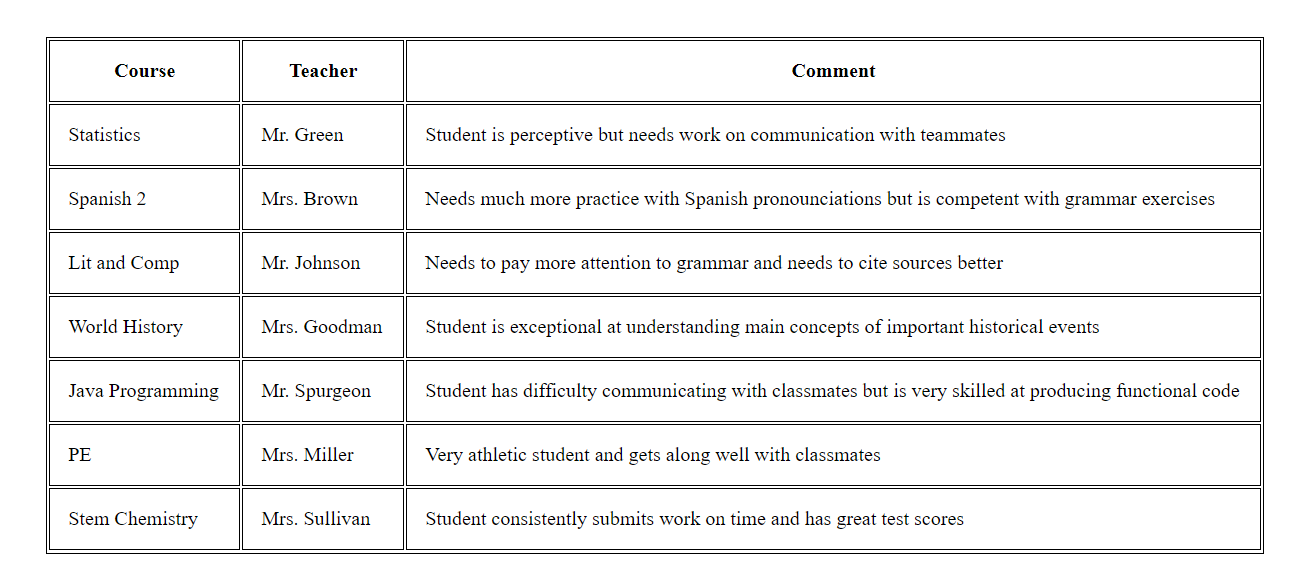 Course Teacher Comment
Statistics Mr. Green Student is perceptive but needs work on communication with teammates
Spanish 2 Mrs. Brown Needs much more practice with Spanish pronounciations but is competent with grammar exercises
Lit and Comp Mr. Johnson Needs to pay more attention to grammar and needs to cite sources better
World History Mrs. Goodman Student is exceptional at understanding main concepts of important historical events
Java Programming Mr. Spurgeon Student has difficulty communicating with classmates but is very skilled at producing functional code
PE Mrs. Miller Very athletic student and gets along well with classmates
Stem Chemistry Mrs. Sullivan Student consistently submits work on time and has great test scores